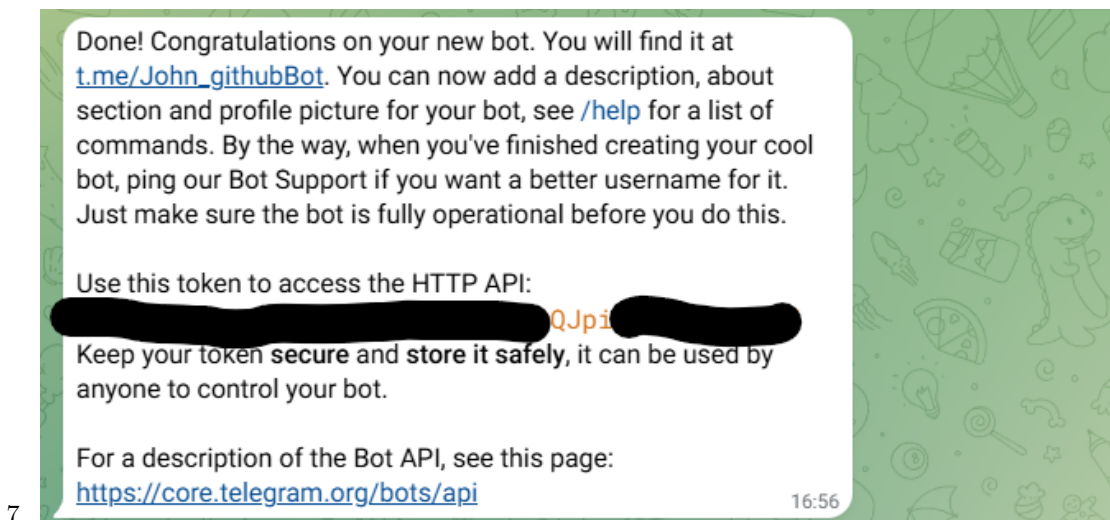 Done! Congratulations on your new bot. You will find it at
t.me/John_githubBot. You can now add a description, about
section and profile picture for your bot, see /help for a list of
commands. By the way, when you've finished creating your cool
bot, ping our Bot Support if you want a better username for it.
Just make sure the bot is fully operational before you do this.
Use this token to access the HTTP API:
QJpi
Keep your token secure and store it safely, it can be used by
anyone to control your bot.
For a description of the Bot API, see this page:
https://core.telegram.org/bots/api
16:56
7